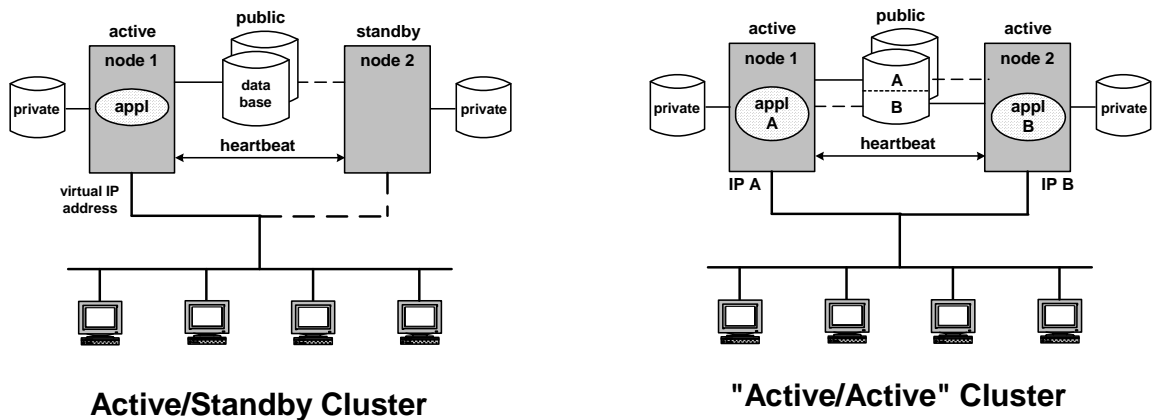 public
active
standby
node 1
node 2
private
appl
data
base
private
heartbeat
virtual IP
address
Active/Standby Cluster
public
active
active
node 1
node 2
private
appl
A
A
B
appl
B
private
heartbeat
IP A
IP B
"Active/Active" Cluster